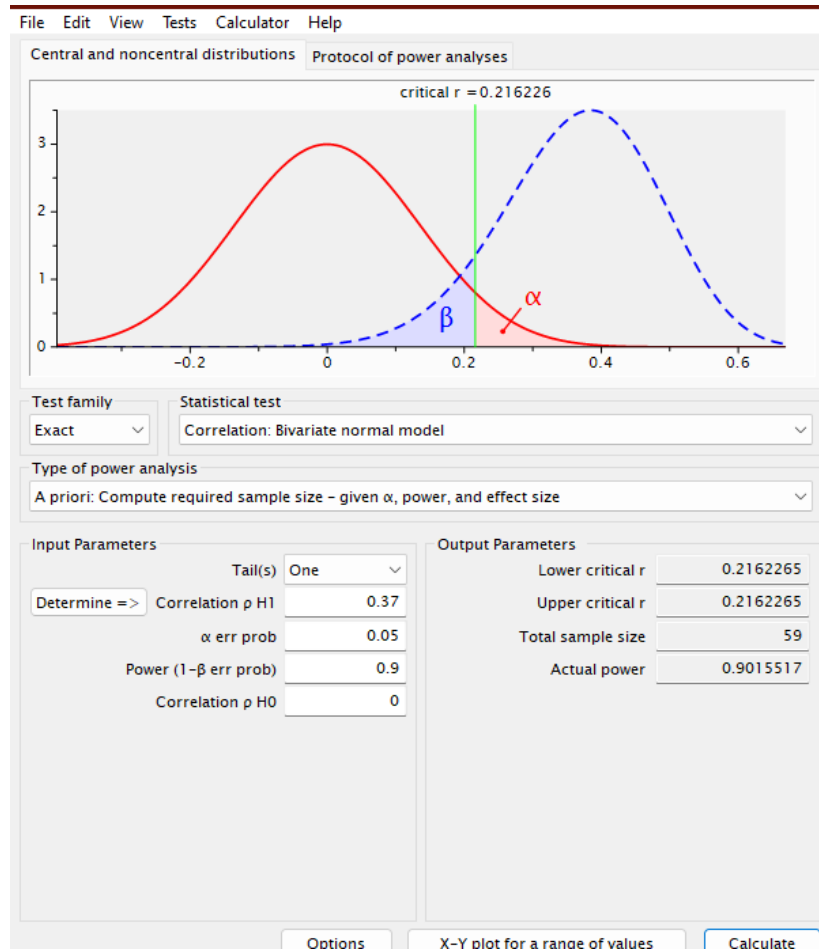 File Edit View Tests Calculator Help
Central and noncentral distributions Protocol of power analyses
critical r = 0.216226
3
2
1
0
β
α
-0.2 0 0.2 0.4 0.6
Test family Statistical test
Exact Correlation: Bivariate normal model
Type of power analysis
A priori: Compute required sample size - given α, power, and effect size
Input Parameters Output Parameters
Tail(s) One Lower critical r 0.2162265
Determine => Correlation ρ H1 0.37 Upper critical r 0.2162265
α err prob 0.05 Total sample size 59
Power (1-β err prob) 0.9 Actual power 0.9015517
Correlation ρ H0 0
Options X-Y plot for a range of values Calculate